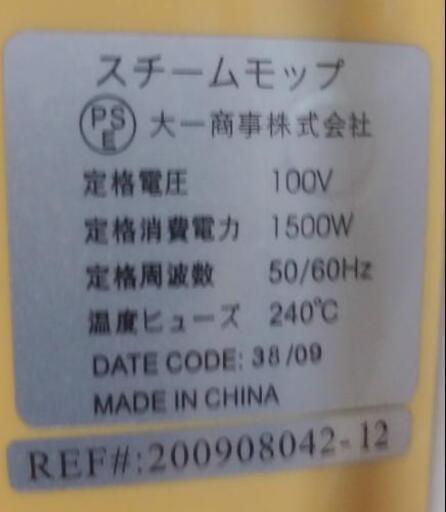 スチームモップ
PSE 大一商事株式会社
定格電圧 100V
定格消費電力 1500W
定格周波数 50/60Hz
温度ヒューズ 240℃
DATE CODE: 38/09
MADE IN CHINA
REF#:200908042-12